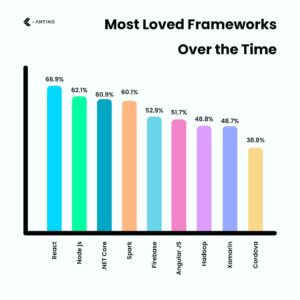 ANTINO
Most Loved Frameworks
Over the Time
66.9%
62.1%
60.9%
60.1%
52.9%
51.7%
48.8%
48.7%
38.8%
React
Node js
.NET Core
Spark
Firebase
Angular JS
Hadoop
Xamarin
Cordova